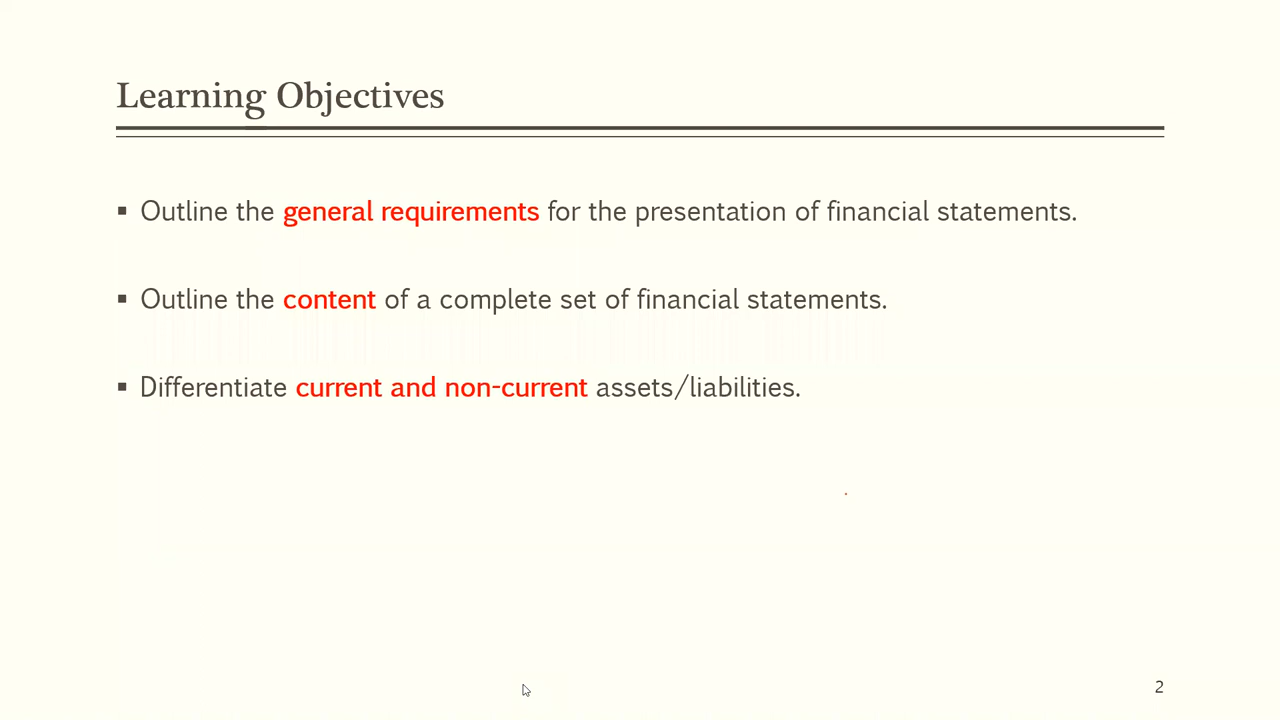 Learning Objectives
▪ Outline the general requirements for the presentation of financial statements.
▪ Outline the content of a complete set of financial statements.
▪ Differentiate current and non-current assets/liabilities.
2